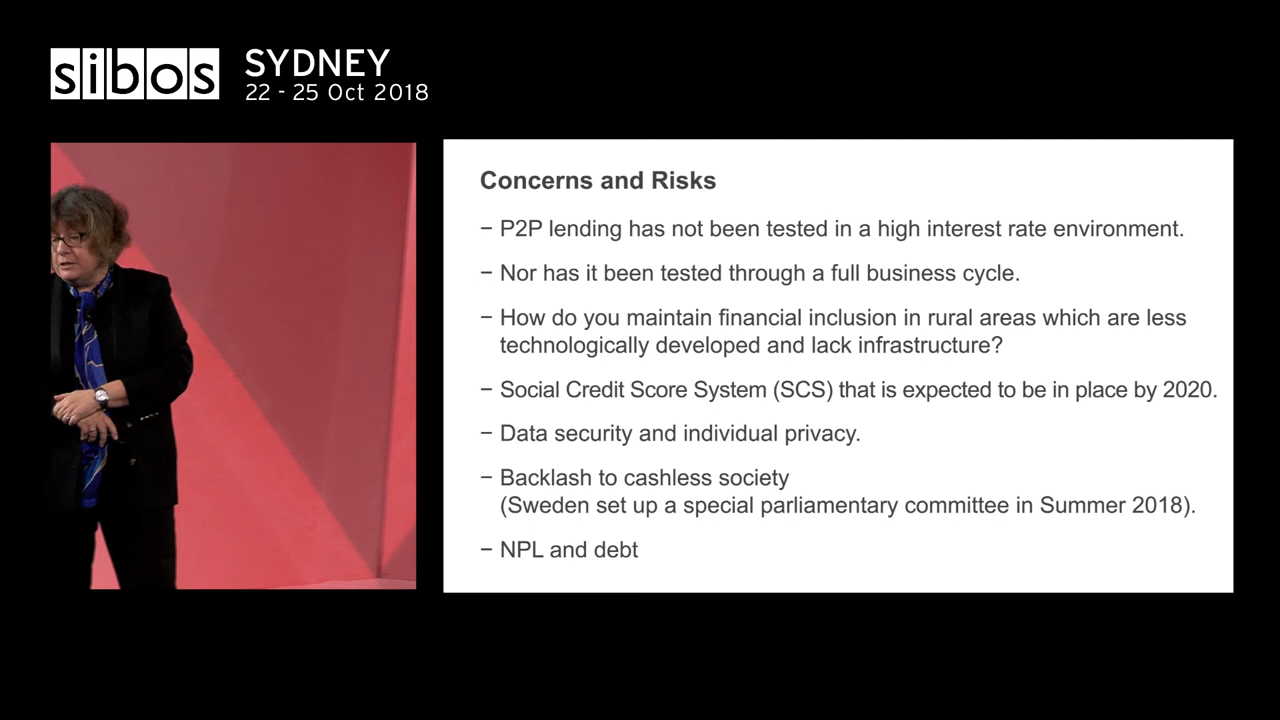 sibos
SYDNEY
22 - 25 Oct 2018
Concerns and Risks
− P2P lending has not been tested in a high interest rate environment.
− Nor has it been tested through a full business cycle.
− How do you maintain financial inclusion in rural areas which are less
technologically developed and lack infrastructure?
− Social Credit Score System (SCS) that is expected to be in place by 2020.
− Data security and individual privacy.
− Backlash to cashless society
(Sweden set up a special parliamentary committee in Summer 2018).
− NPL and debt